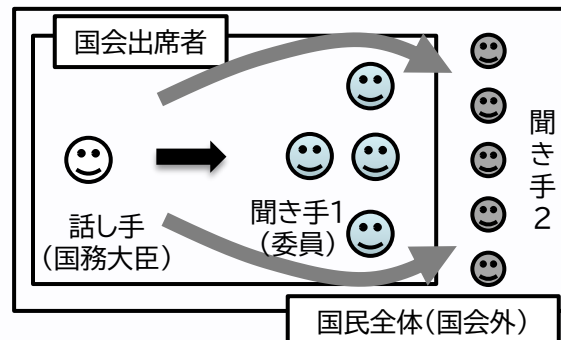 国会出席者
話し手
(国務大臣)
聞き手1
(委員)
聞き手2
国民全体(国会外)